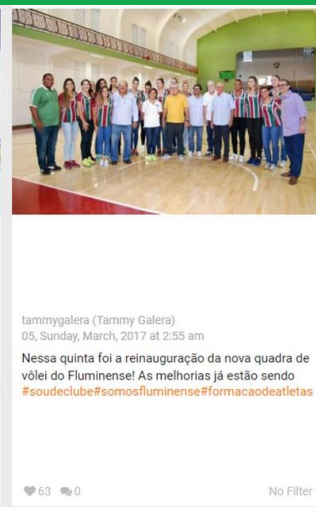 tammygalera (Tammy Galera)
05, Sunday, March, 2017 at 2:55 am
Nessa quinta foi a reinauguração da nova quadra de
vôlei do Fluminense! As melhorias já estão sendo
#soudeclube#somosfluminense#formacaodeatletas
63 0 No Filter